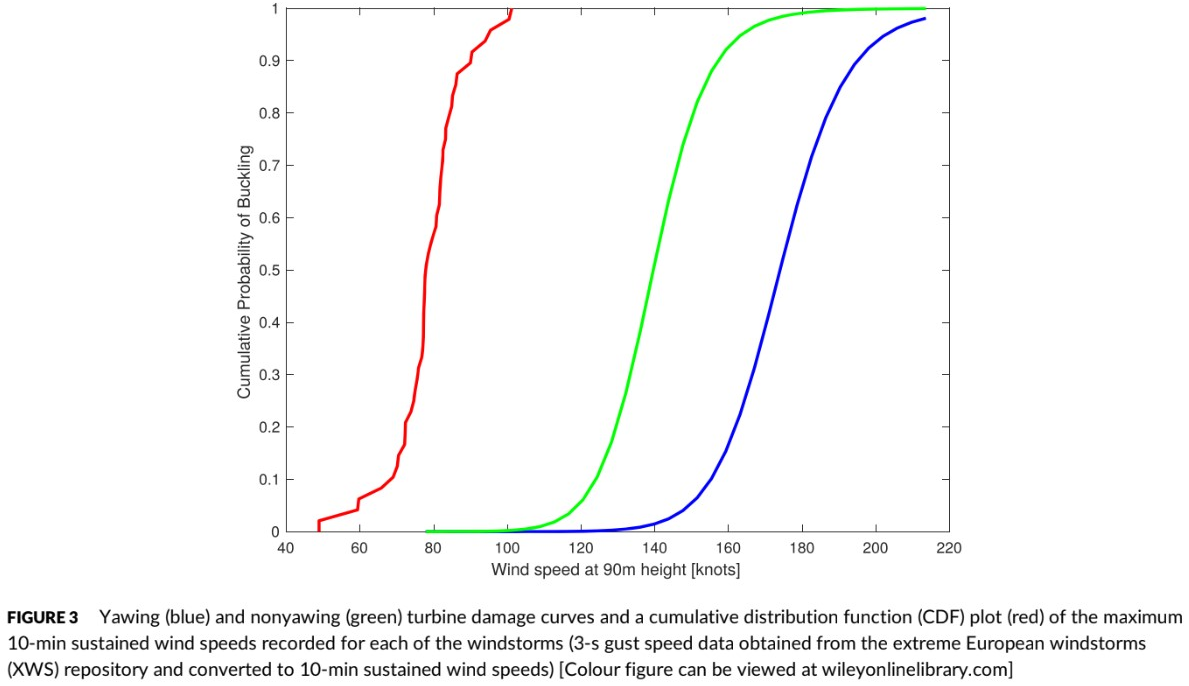 1
0.9
0.8
0.7
0.6
0.5
0.4
0.3
0.2
0.1
0
Cumulative Probability of Buckling
40 60 80 100 120 140 160 180 200 220
Wind speed at 90m height [knots]
FIGURE 3 Yawing (blue) and nonyawing (green) turbine damage curves and a cumulative distribution function (CDF) plot (red) of the maximum
10-min sustained wind speeds recorded for each of the windstorms (3-s gust speed data obtained from the extreme European windstorms
(XWS) repository and converted to 10-min sustained wind speeds) [Colour figure can be viewed at wileyonlinelibrary.com]